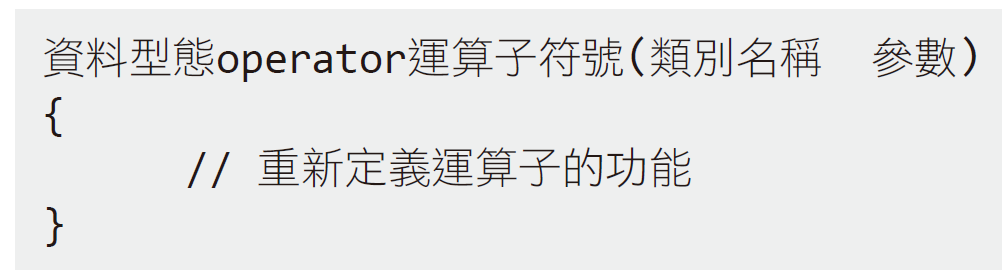 資料型態operator運算子符號(類別名稱  參數)
{
      // 重新定義運算子的功能
}